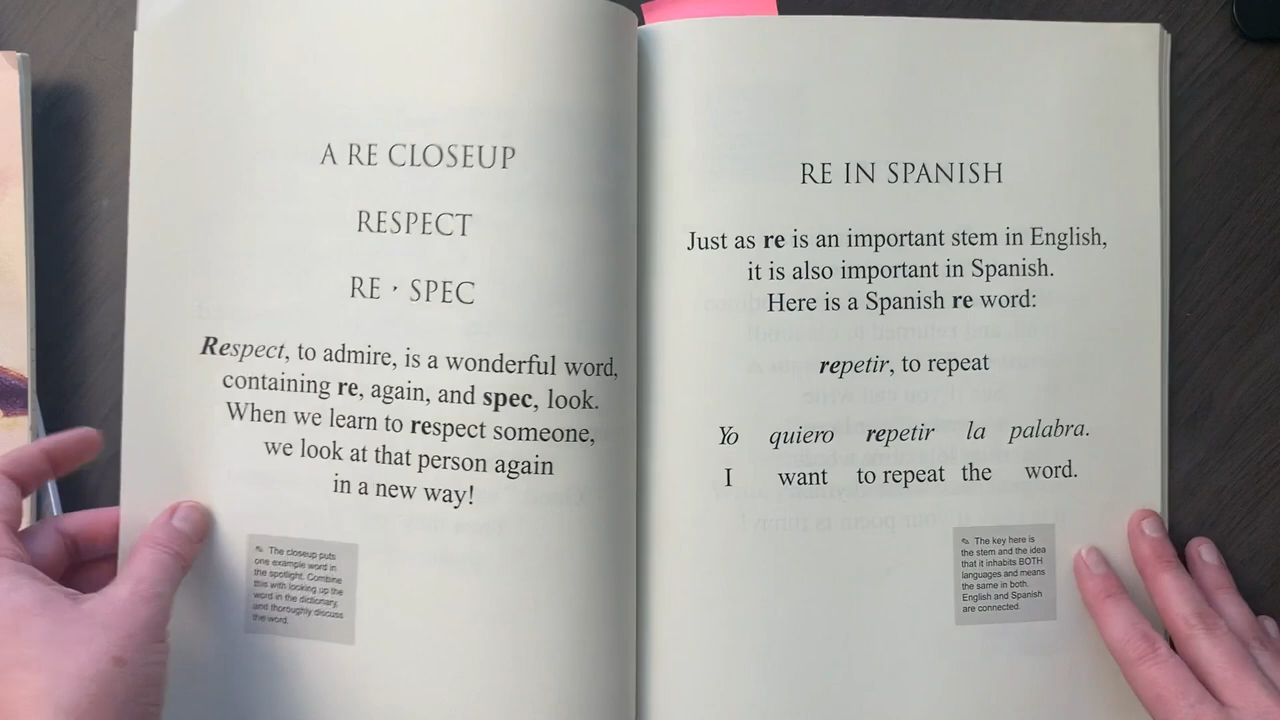 A RE CLOSEUP
RESPECT
RE · SPEC
Respect, to admire, is a wonderful word,
containing re, again, and spec, look.
When we learn to respect someone,
we look at that person again
in a new way!
✎ The closeup puts
one example word in
the spotlight. Combine
this with looking up the
word in the dictionary,
and thoroughly discuss
the word.
RE IN SPANISH
Just as re is an important stem in English,
it is also important in Spanish.
Here is a Spanish re word:
repetir, to repeat
Yo quiero repetir la palabra.
I want to repeat the word.
✎ The key here is
the stem and the idea
that it inhabits BOTH
languages and means
the same in both.
English and Spanish
are connected.